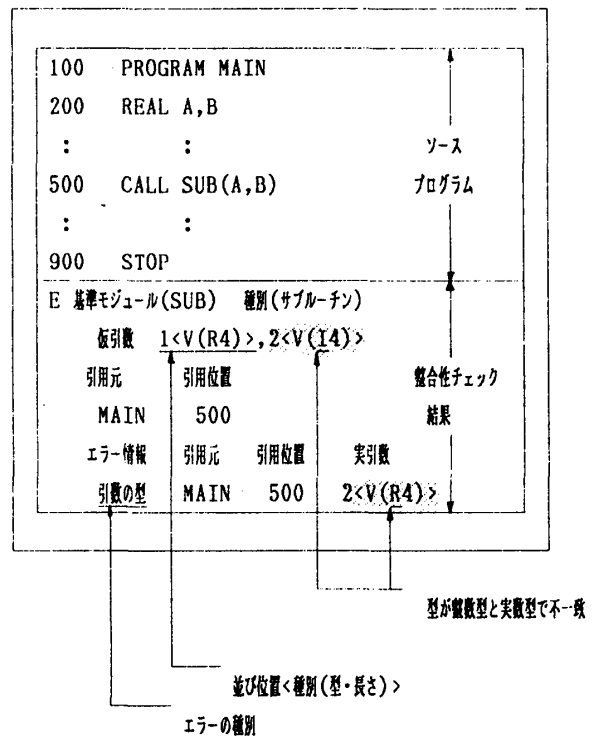 100 PROGRAM MAIN
200 REAL A,B
: :
ソース
500 CALL SUB(A,B)
プログラム
: :
900 STOP
E 基準モジュール(SUB) 種別(サブルーチン)
仮引数 1<V(R4)>,2<V(I4)>
引用元 引用位置
整合性チェック
MAIN 500
結果
エラー情報 引用元 引用位置 実引数
引数の型 MAIN 500 2<V(R4)>
型が整数型と実数型で不一致
並び位置<種別(型・長さ)>
エラーの種別